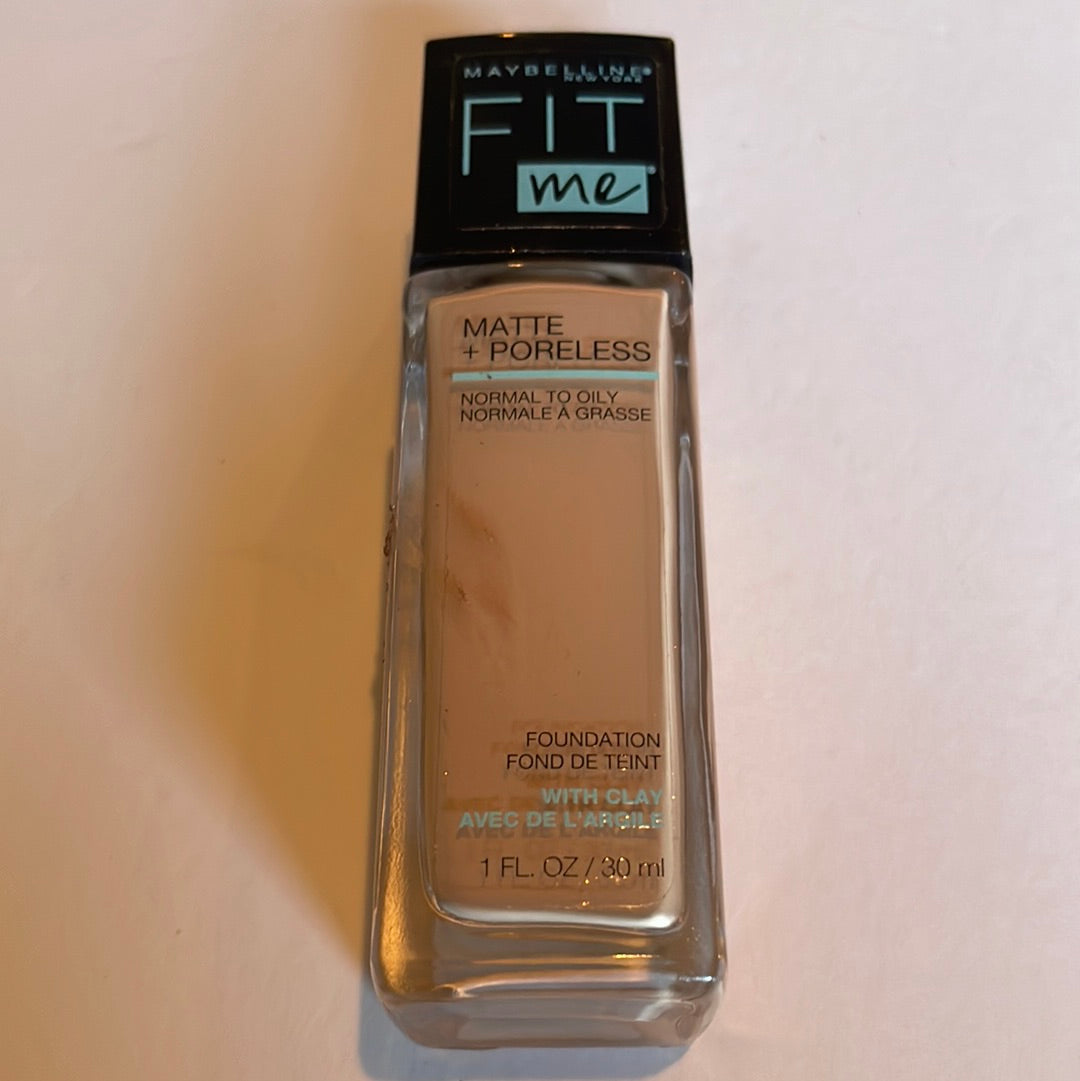 MAYBELLINE®
NEW YORK
FIT
me®
MATTE
+ PORELESS
NORMAL TO OILY
NORMALE À GRASSE
FOUNDATION
FOND DE TEINT
WITH CLAY
AVEC DE L'ARGILE
1 FL. OZ / 30 ml